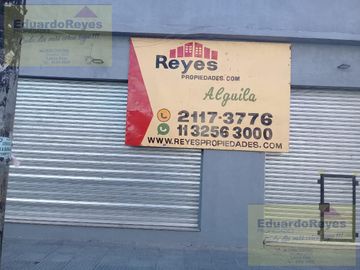 EduardoReyes
Reyes
PROPIEDADES.COM
Alquila
2117-3776
11 3256 3000
WWW.REYESPROPIEDADES.COM
EduardoReyes